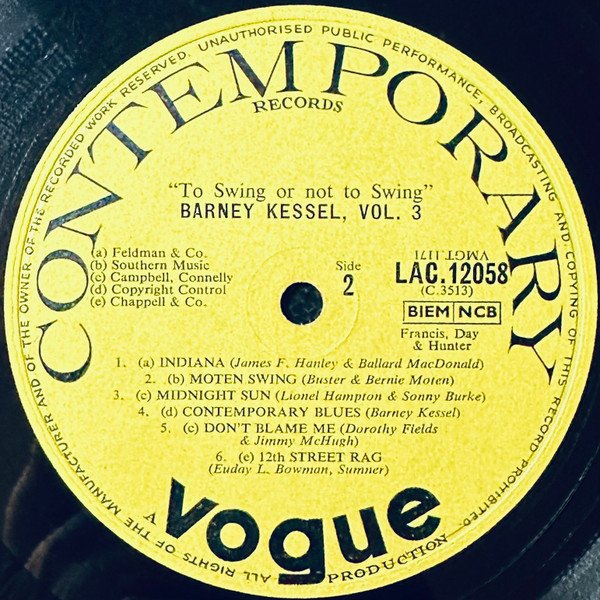 ALL RIGHTS OF THE MANUFACTURER AND OF THE OWNER OF THE RECORDED WORK RESERVED. UNAUTHORISED PUBLIC PERFORMANCE, BROADCASTING AND COPYING OF THIS RECORD PROHIBITED.
CONTEMPORARY
RECORDS
"To Swing or not to Swing"
BARNEY KESSEL, VOL. 3
(a) Feldman & Co.
(b) Southern Music
(c) Campbell, Connelly
(d) Copyright Control
(e) Chappell & Co.
Side
2
VMGT.1171
LAC.12058
(C.3513)
BIEM NCB
Francis, Day
& Hunter
1. (a) INDIANA (James F. Hanley & Ballard MacDonald)
2. (b) MOTEN SWING (Buster & Bernie Moten)
3. (c) MIDNIGHT SUN (Lionel Hampton & Sonny Burke)
4. (d) CONTEMPORARY BLUES (Barney Kessel)
5. (c) DON'T BLAME ME (Dorothy Fields
& Jimmy McHugh)
6. (e) 12th STREET RAG
(Euday L. Bowman, Sumner)
A vogue PRODUCTION